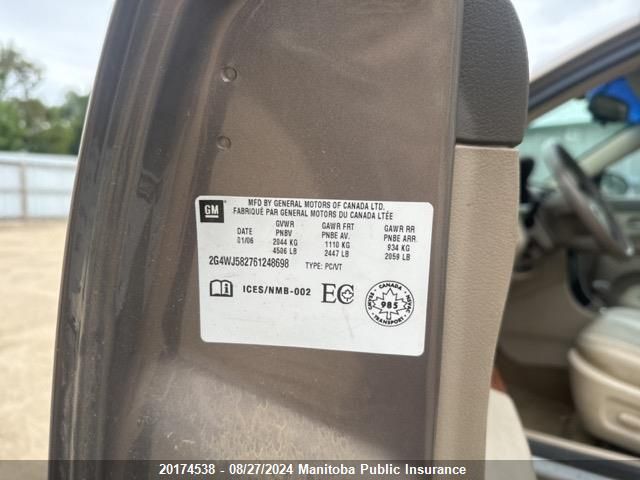 GM
MFD BY GENERAL MOTORS OF CANADA LTD.
FABRIQUÉ PAR GENERAL MOTORS DU CANADA LTÉE
GVWR GAWR FRT GAWR RR
DATE PNBV PNBE AV. PNBE ARR.
01/06 2044 KG 1110 KG 934 KG
4506 LB 2447 LB 2059 LB
2G4WJ582761248698 TYPE: PC/VT
ICES/NMB-002 EC
CANADA
985
TRANSPORT
20174538 - 08/27/2024 Manitoba Public Insurance